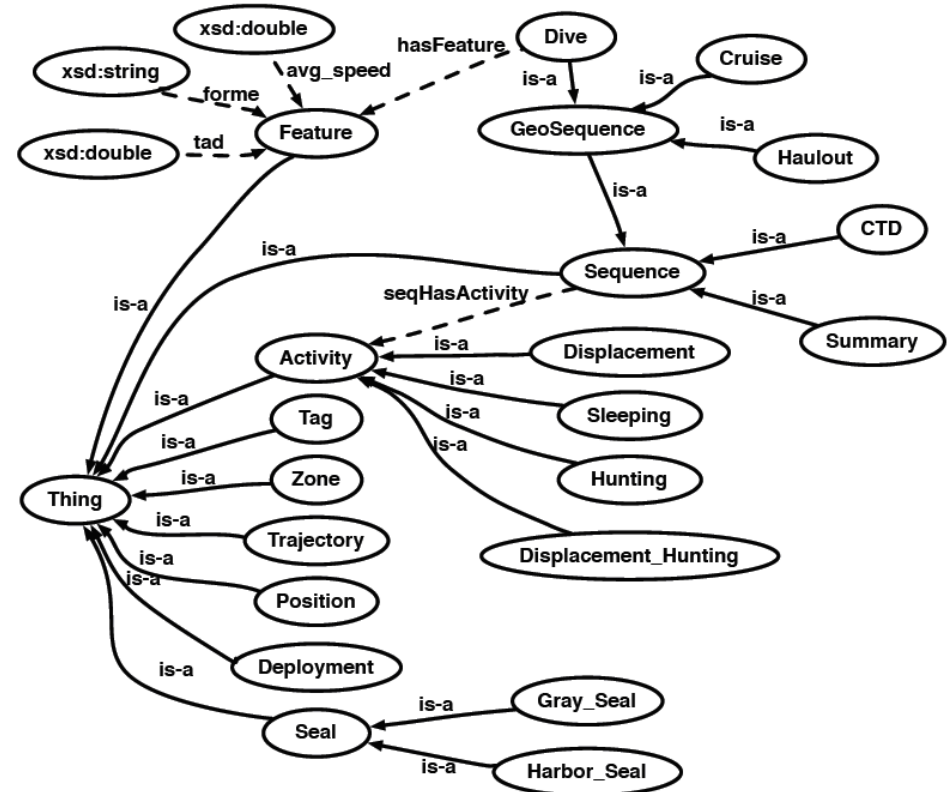 xsd:double
Dive
hasFeature
Cruise
xsd:string
avg_speed
is-a
is-a
forme
Feature
GeoSequence
is-a
xsd:double
tad
Haulout
is-a
CTD
is-a
is-a
Sequence
seqHasActivity
is-a
is-a
Summary
Activity
is-a
Displacement
is-a
is-a
Sleeping
Tag
is-a
is-a
is-a
Zone
is-a
Hunting
Thing
is-a
Trajectory
Displacement_Hunting
is-a
is-a
Position
Deployment
is-a
is-a
Gray_Seal
Seal
is-a
Harbor_Seal